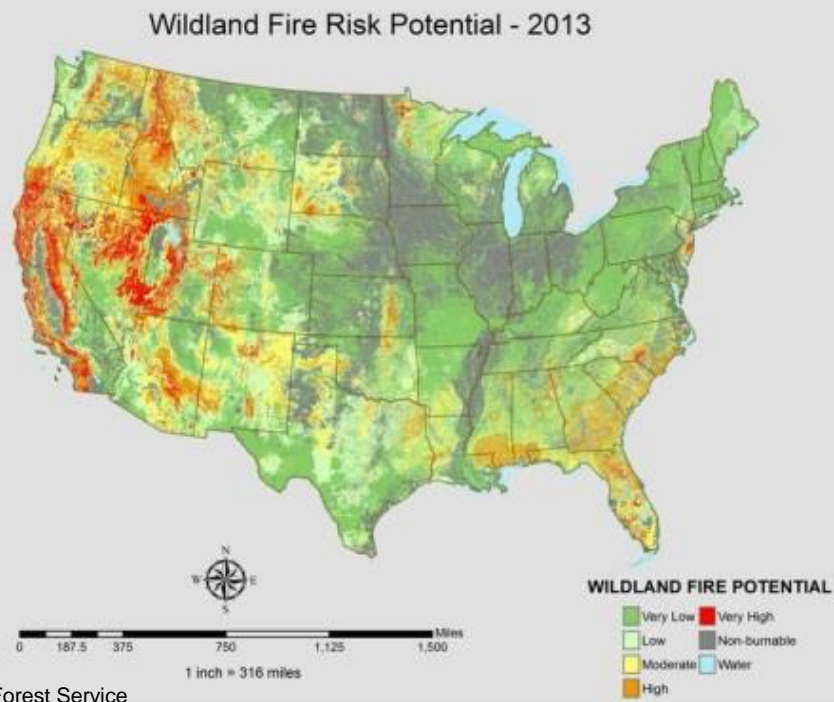 Wildland Fire Risk Potential - 2013
N
W E
S
Miles
0 187.5 375 750 1,125 1,500
1 inch = 316 miles
WILDLAND FIRE POTENTIAL
Very Low Very High
Low Non-burnable
Moderate Water
High
Forest Service